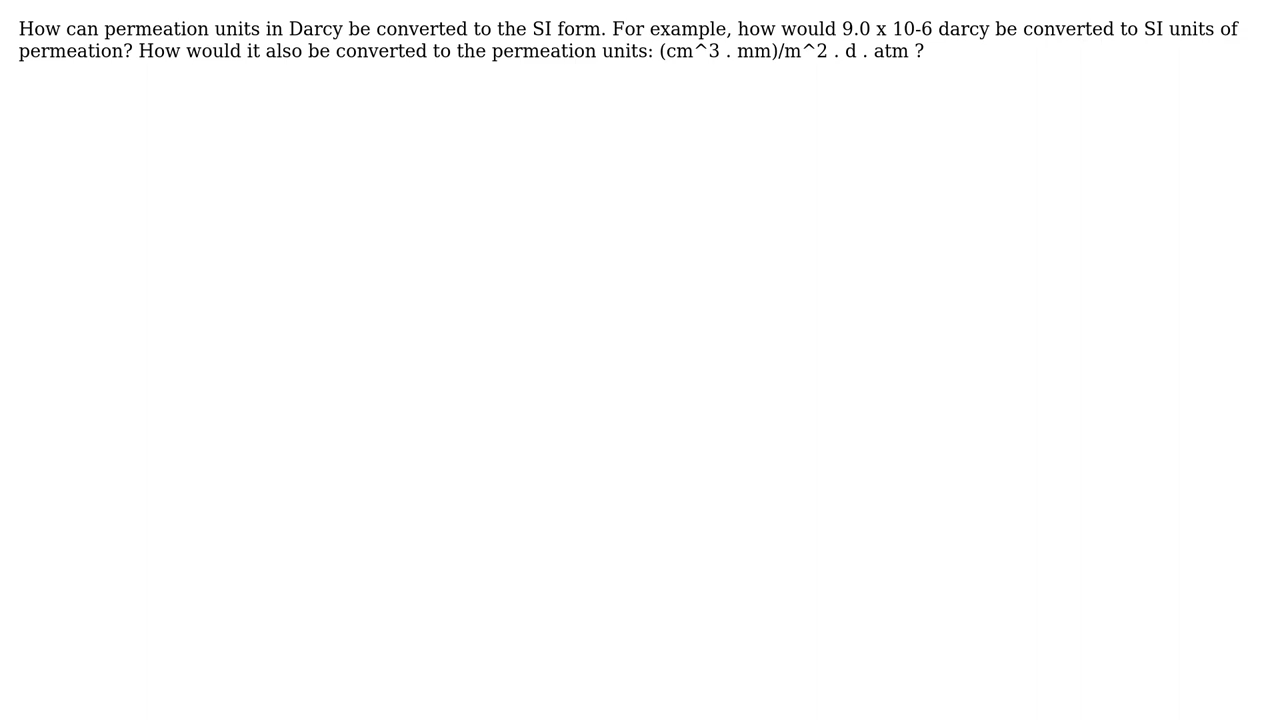 How can permeation units in Darcy be converted to the SI form. For example, how would 9.0 x 10-6 darcy be converted to SI units of
permeation? How would it also be converted to the permeation units: (cm^3 . mm)/m^2 . d . atm ?